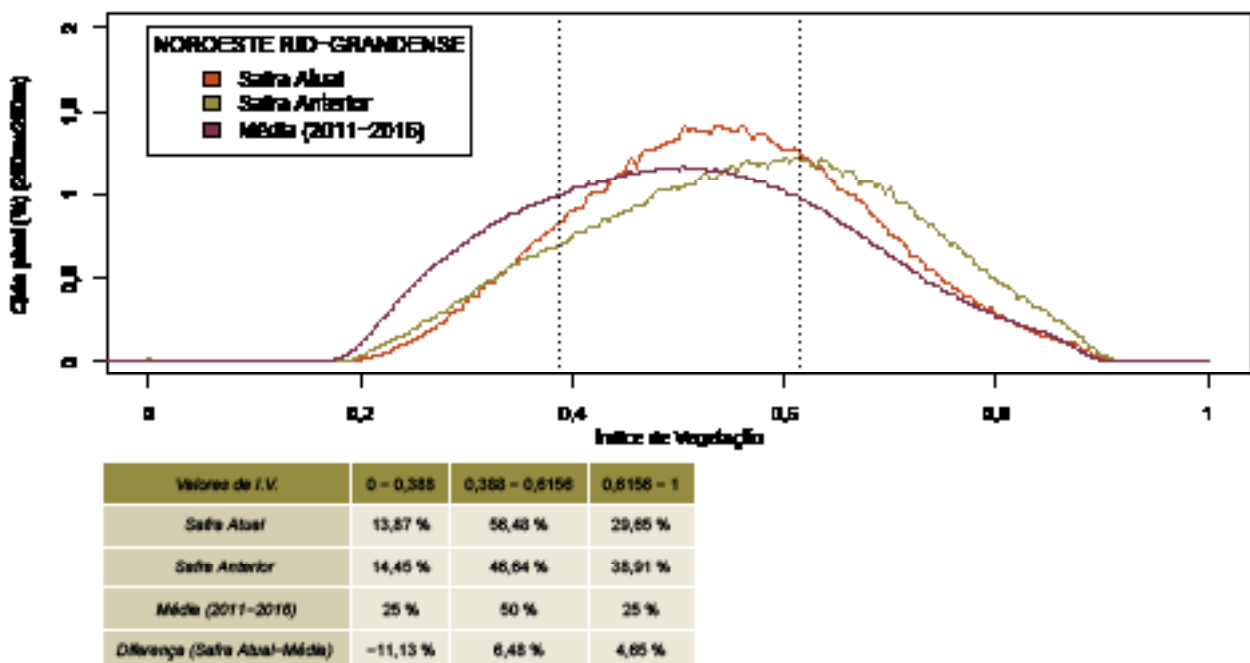 NOROESTE RIO-GRANDENSE
Safra Atual
Safra Anterior
Média (2011-2016)
Qtde pixel (%) (250mx250m)
2
1,5
1
0,5
0
0
0,2
0,4
0,6
0,8
1
Índice de Vegetação
Valores de I.V. 0 - 0,388 0,388 - 0,6156 0,6156 - 1
Safra Atual 13,87 % 56,48 % 29,65 %
Safra Anterior 14,45 % 46,64 % 38,91 %
Média (2011-2016) 25 % 50 % 25 %
Diferença (Safra Atual-Média) -11,13 % 6,48 % 4,65 %